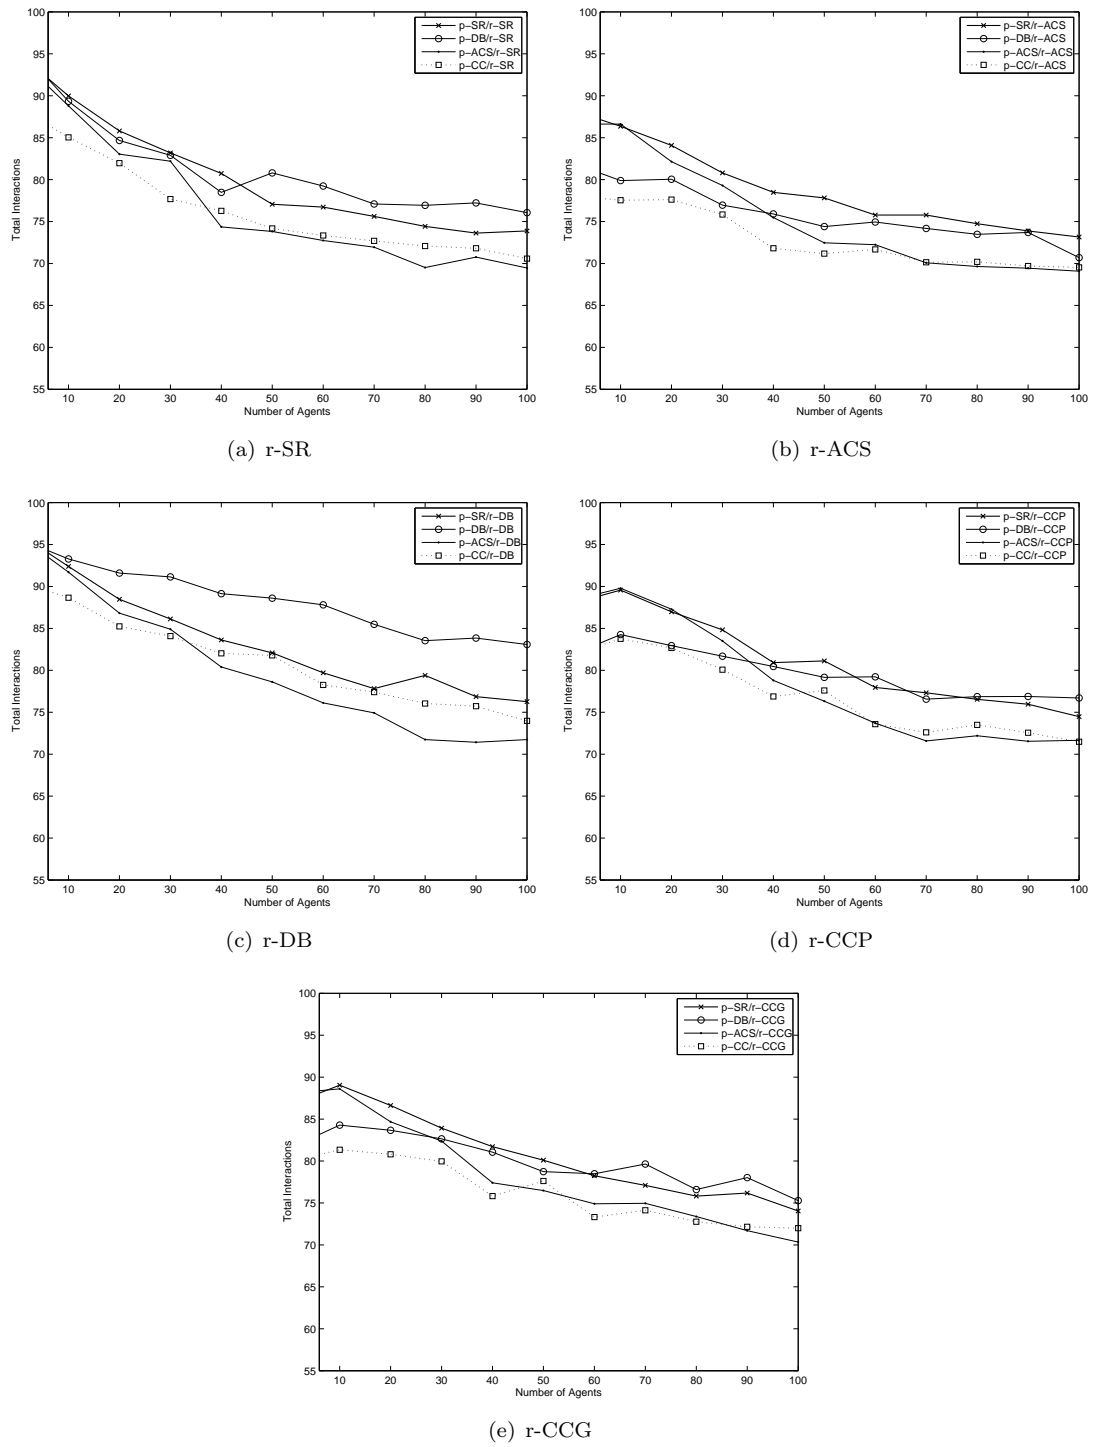 100
95
90
85
80
75
70
65
60
55
Total Interactions
10 20 30 40 50 60 70 80 90 100
Number of Agents
p−SR/r−SR
p−DB/r−SR
p−ACS/r−SR
p−CC/r−SR
(a) r-SR
100
95
90
85
80
75
70
65
60
55
Total Interactions
10 20 30 40 50 60 70 80 90 100
Number of Agents
p−SR/r−ACS
p−DB/r−ACS
p−ACS/r−ACS
p−CC/r−ACS
(b) r-ACS
100
95
90
85
80
75
70
65
60
55
Total Interactions
10 20 30 40 50 60 70 80 90 100
Number of Agents
p−SR/r−DB
p−DB/r−DB
p−ACS/r−DB
p−CC/r−DB
(c) r-DB
100
95
90
85
80
75
70
65
60
55
Total Interactions
10 20 30 40 50 60 70 80 90 100
Number of Agents
p−SR/r−CCP
p−DB/r−CCP
p−ACS/r−CCP
p−CC/r−CCP
(d) r-CCP
100
95
90
85
80
75
70
65
60
55
Total Interactions
10 20 30 40 50 60 70 80 90 100
Number of Agents
p−SR/r−CCG
p−DB/r−CCG
p−ACS/r−CCG
p−CC/r−CCG
(e) r-CCG